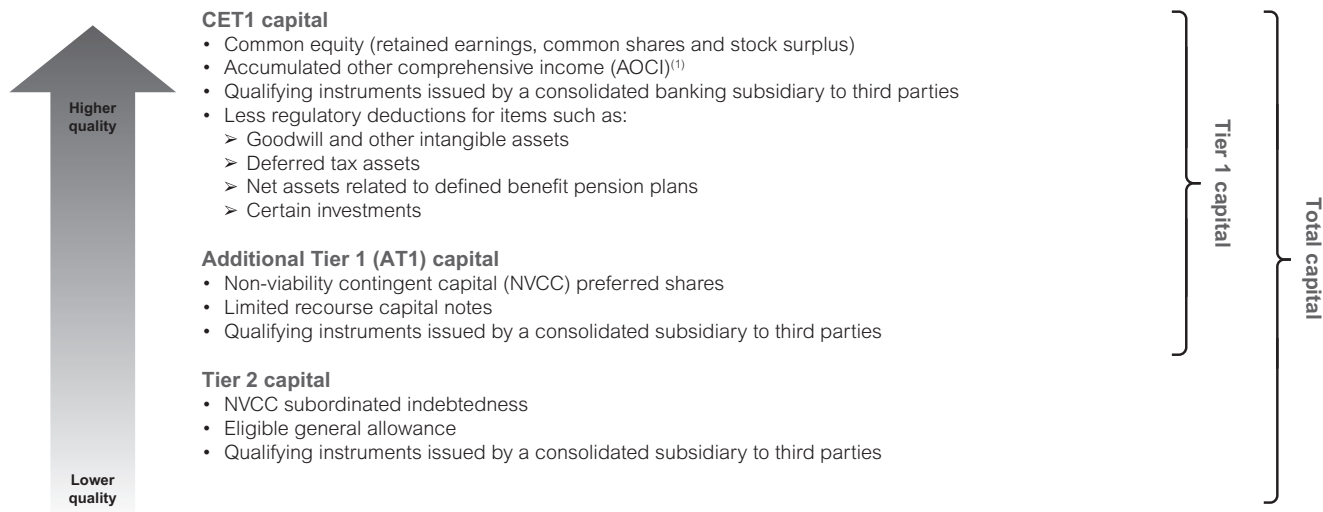 CET1 capital
• Common equity (retained earnings, common shares and stock surplus)
• Accumulated other comprehensive income (AOCI)(1)
• Qualifying instruments issued by a consolidated banking subsidiary to third parties
• Less regulatory deductions for items such as:
➢ Goodwill and other intangible assets
➢ Deferred tax assets
➢ Net assets related to defined benefit pension plans
➢ Certain investments
Additional Tier 1 (AT1) capital
• Non-viability contingent capital (NVCC) preferred shares
• Limited recourse capital notes
• Qualifying instruments issued by a consolidated subsidiary to third parties
Tier 2 capital
• NVCC subordinated indebtedness
• Eligible general allowance
• Qualifying instruments issued by a consolidated subsidiary to third parties
Higher
quality
Lower
quality
Tier 1 capital
Total capital